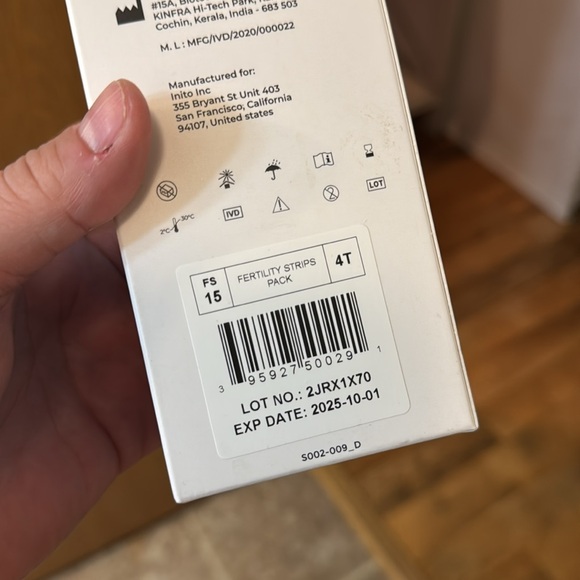 #15A,
KINFRA Hi-Tech Park,
Cochin, Kerala, India - 683 503
M. L : MFG/IVD/2020/000022
Manufactured for:
Inito Inc
355 Bryant St Unit 403
San Francisco, California
94107, United states
2
2°C 30°C
IVD
LOT
FS
15
FERTILITY STRIPS
PACK
4T
3 95927 50029 1
LOT NO.: 2JRX1X70
EXP DATE: 2025-10-01
S002-009_D